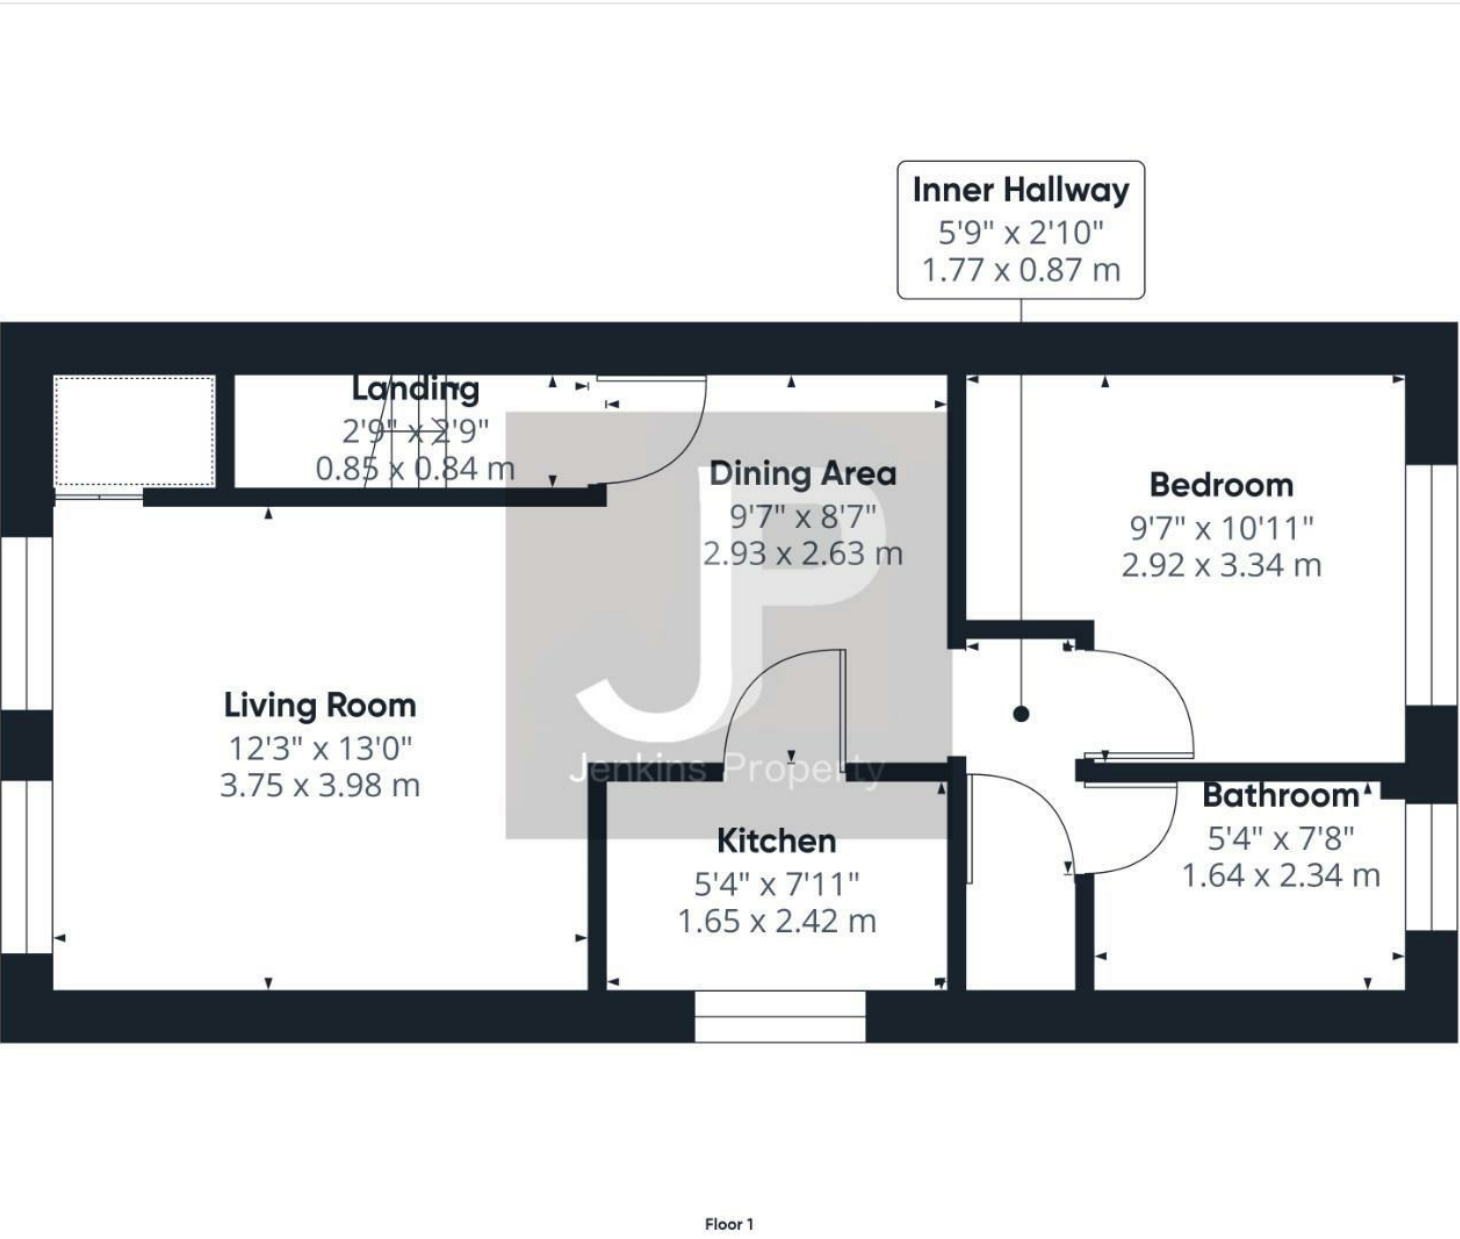 Inner Hallway
5'9" x 2'10"
1.77 x 0.87 m
Landing
2'9" x 2'9"
0.85 x 0.84 m
Dining Area
9'7" x 8'7"
2.93 x 2.63 m
Bedroom
9'7" x 10'11"
2.92 x 3.34 m
Living Room
12'3" x 13'0"
3.75 x 3.98 m
JP
Jenkins Property
Kitchen
5'4" x 7'11"
1.65 x 2.42 m
Bathroom
5'4" x 7'8"
1.64 x 2.34 m
Floor 1